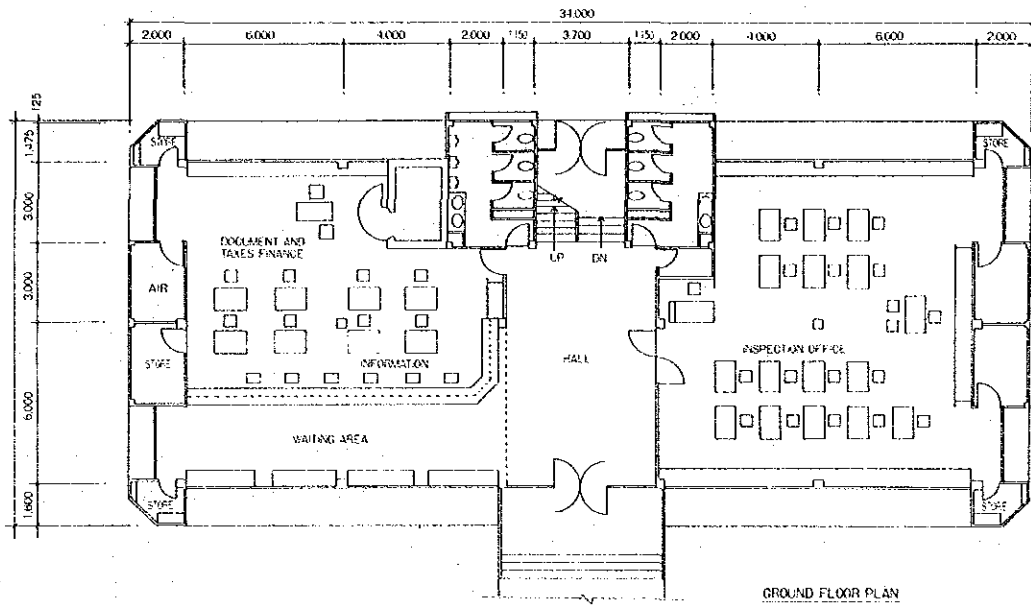 34.000
2.000 6.000 4.000 2.000 1.150 3.700 1.150 2.000 4.000 6.000 2.000
125
1.475
3.000
3.000
6.000
1.600
STORE
STORE
DOCUMENT AND
TAXES FINANCE
UP DN
AIR
STORE
INFORMATION
HALL
INSPECTION OFFICE
WAITING AREA
STORE
STORE
GROUND FLOOR PLAN